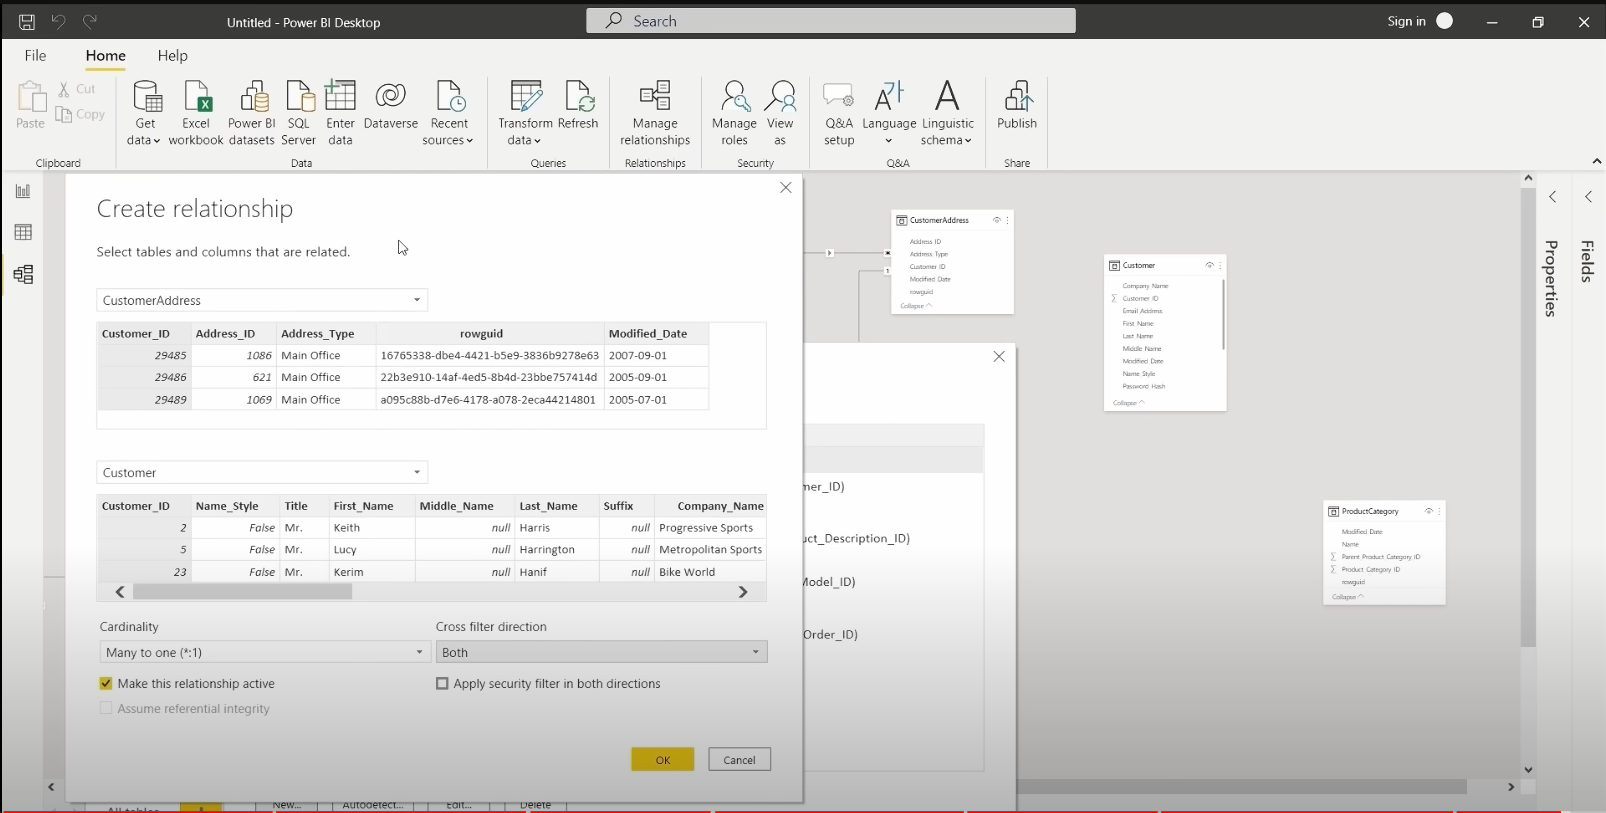 Untitled - Power BI Desktop
Search
Sign in
File
Home
Help
Paste
Cut
Copy
Get data
Excel workbook
Power BI datasets
SQL Server
Enter data
Dataverse
Recent sources
Transform data
Refresh
Manage relationships
Manage roles
View as
Q&A setup
Language
Linguistic schema
Publish
Clipboard
Data
Queries
Relationships
Security
Q&A
Share
Create relationship
Select tables and columns that are related.
CustomerAddress
Customer_ID Address_ID Address_Type rowguid Modified_Date
29485 1086 Main Office 16765338-dbe4-4421-b5e9-3836b9278e63 2007-09-01
29486 621 Main Office 22b3e910-14af-4ed5-8b4d-23bbe757414d 2005-09-01
29489 1069 Main Office a095c88b-d7e6-4178-a078-2eca44214801 2005-07-01
Customer
Customer_ID Name_Style Title First_Name Middle_Name Last_Name Suffix Company_Name
2 False Mr. Keith null Harris null Progressive Sports
5 False Mr. Lucy null Harrington null Metropolitan Sports
23 False Mr. Kerim null Hanif null Bike World
Cardinality
Cross filter direction
Many to one (*:1)
Both
Make this relationship active
Apply security filter in both directions
Assume referential integrity
OK
Cancel
mer_ID)
uct_Description_ID)
Model_ID)
Order_ID)
CustomerAddress
Address ID
Address Type
Customer ID
Modified Date
rowguid
Collapse
1
Customer
Company Name
Customer ID
Email Address
First Name
Last Name
Middle Name
Modified Date
Name Style
Password Hash
Collapse
ProductCategory
Modified Date
Name
Parent Product Category ID
Product Category ID
rowguid
Collapse
Properties
Fields
All tables
New...
Autodetect...
Edit...
Delete